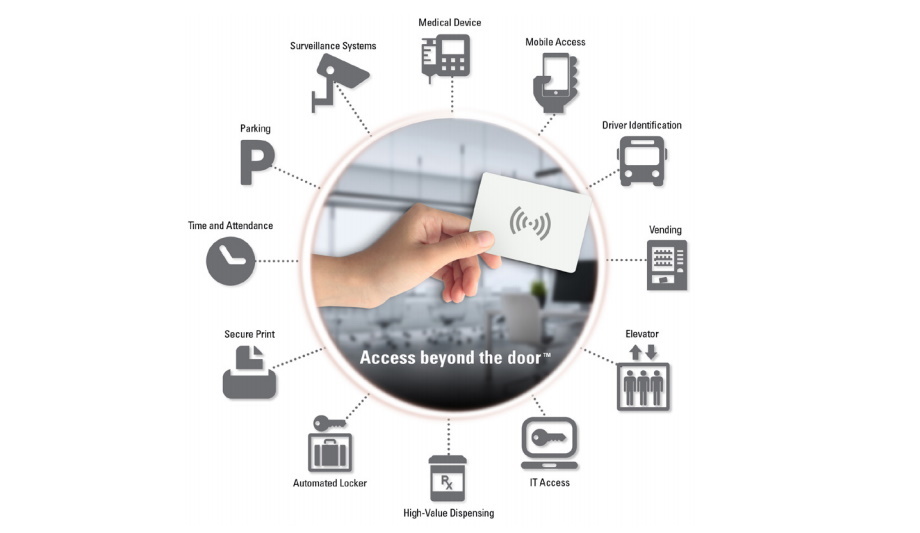 Medical Device
Surveillance Systems
Mobile Access
Parking
Driver Identification
P
Time and Attendance
Vending
Secure Print
Elevator
Access beyond the door™
Rx
Automated Locker
IT Access
High-Value Dispensing